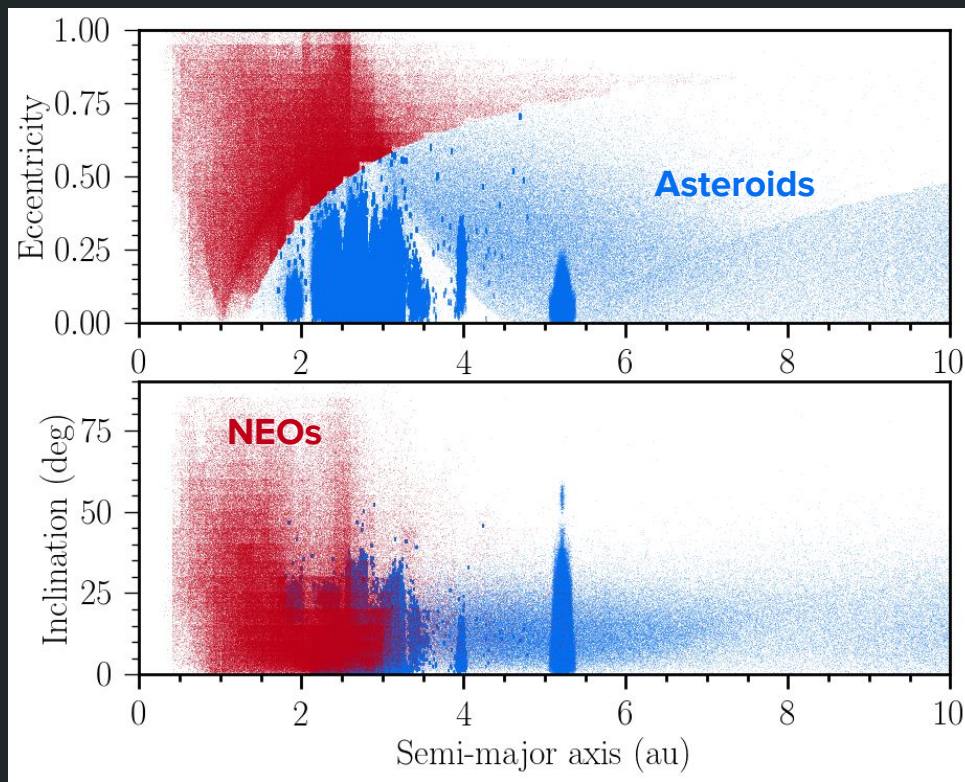 1.00
0.75
0.50
0.25
0.00
Eccentricity
Asteroids
0 2 4 6 8 10
75
50
25
0
Inclination (deg)
NEOs
0 2 4 6 8 10
Semi-major axis (au)